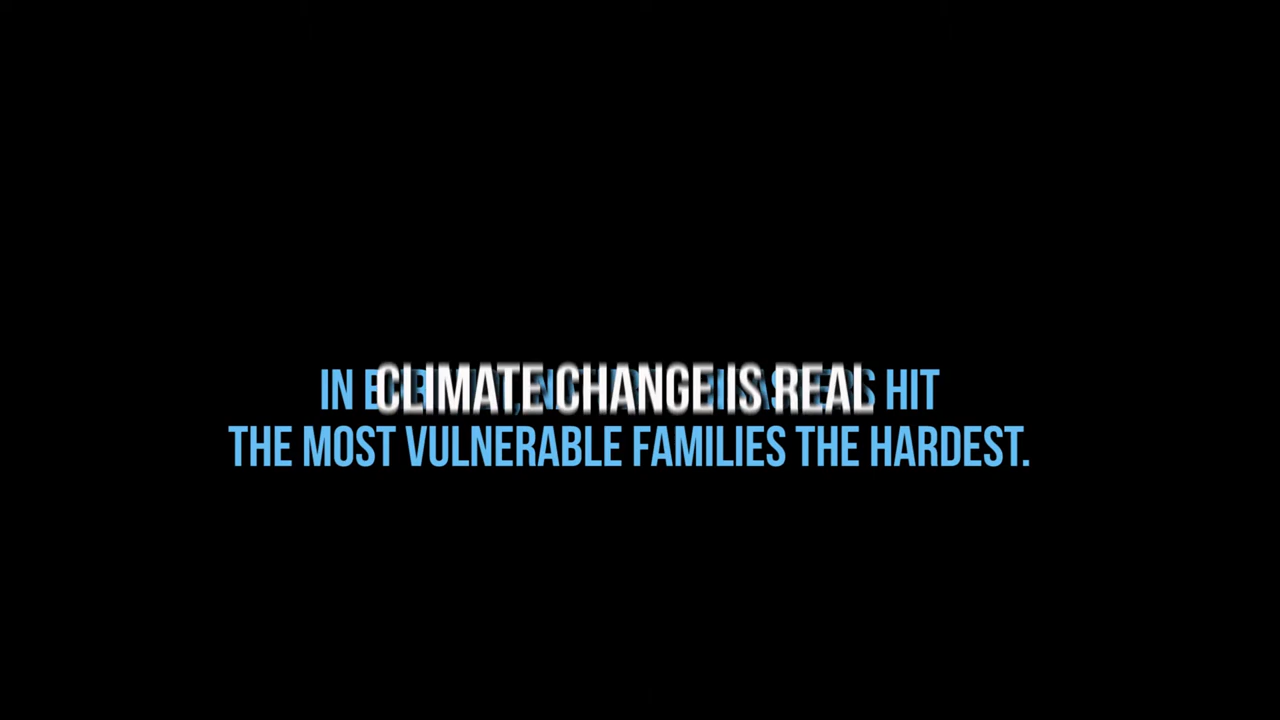 CLIMATE CHANGE IS REAL
IN HIT
THE MOST VULNERABLE FAMILIES THE HARDEST.